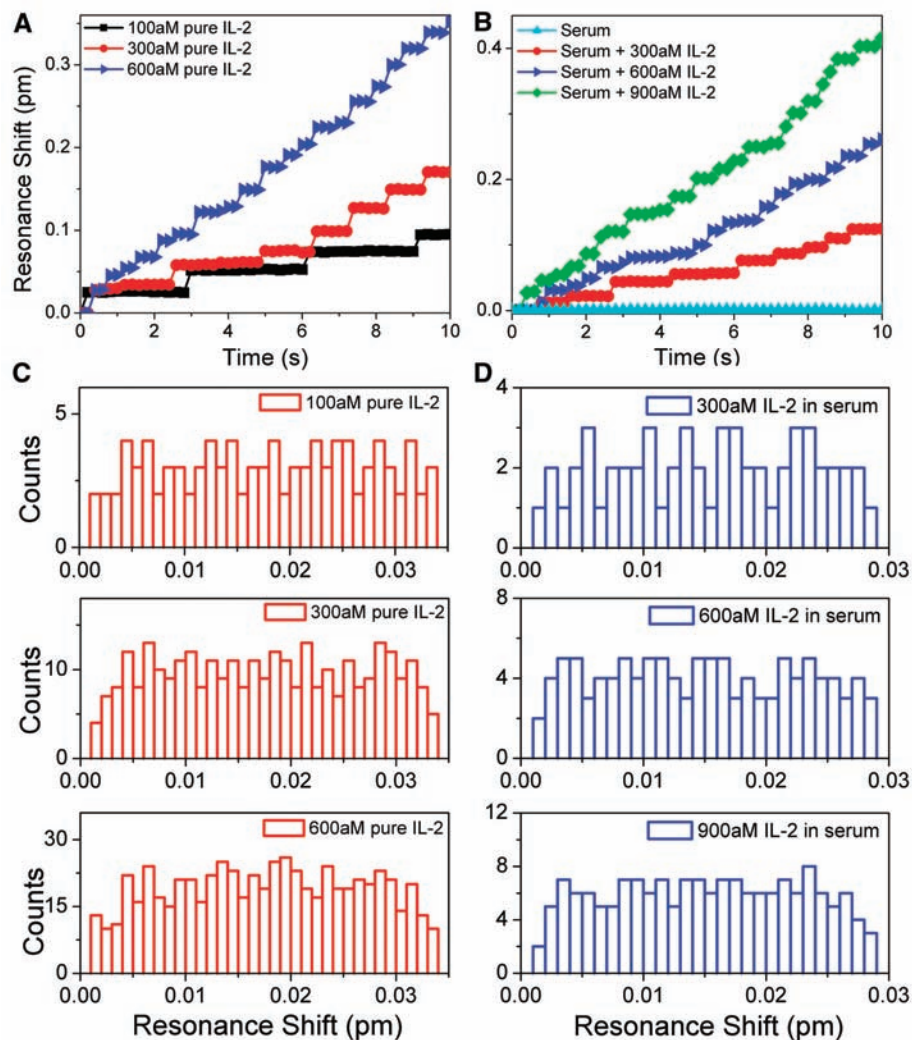 A
100aM pure IL-2
300aM pure IL-2
600aM pure IL-2
0.3
0.2
0.1
0.0
0 2 4 6 8 10
Resonance Shift (pm)
Time (s)
B
Serum
Serum + 300aM IL-2
Serum + 600aM IL-2
Serum + 900aM IL-2
0.4
0.2
0.0
0 2 4 6 8 10
Time (s)
C
100aM pure IL-2
5
0
Counts
0.00 0.01 0.02 0.03
300aM pure IL-2
10
0
Counts
0.00 0.01 0.02 0.03
600aM pure IL-2
30
15
0
Counts
0.00 0.01 0.02 0.03
Resonance Shift (pm)
D
300aM IL-2 in serum
4
2
0
0.00 0.01 0.02 0.03
600aM IL-2 in serum
8
4
0
0.00 0.01 0.02 0.03
900aM IL-2 in serum
12
8
4
0
0.00 0.01 0.02 0.03
Resonance Shift (pm)